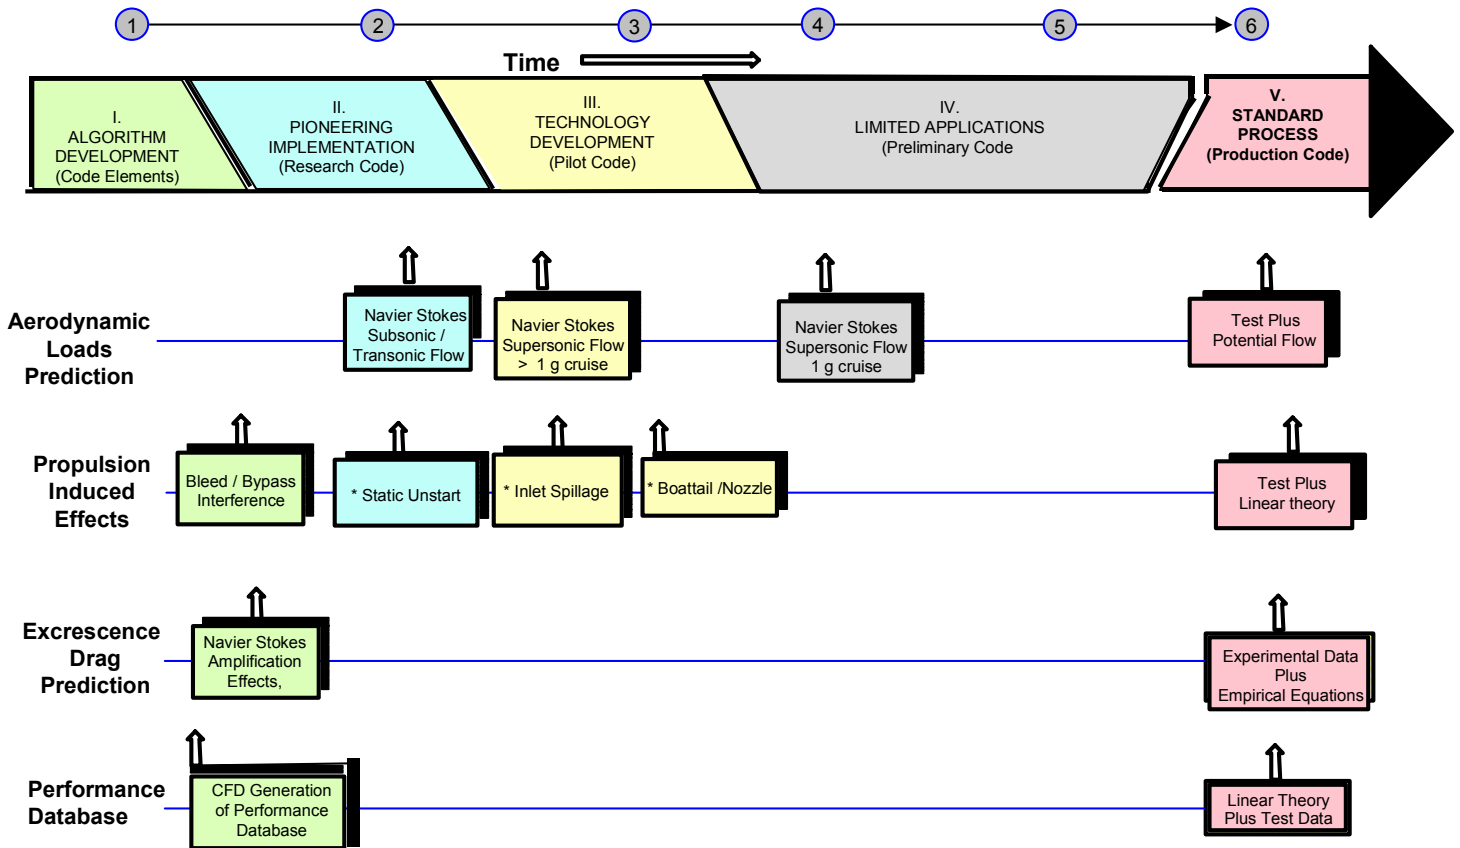 1
2
3
4
5
6
Time
I.
ALGORITHM
DEVELOPMENT
(Code Elements)
II.
PIONEERING
IMPLEMENTATION
(Research Code)
III.
TECHNOLOGY
DEVELOPMENT
(Pilot Code)
IV.
LIMITED APPLICATIONS
(Preliminary Code
V.
STANDARD
PROCESS
(Production Code)
Aerodynamic
Loads
Prediction
Navier Stokes
Subsonic /
Transonic Flow
Navier Stokes
Supersonic Flow
> 1 g cruise
Navier Stokes
Supersonic Flow
1 g cruise
Test Plus
Potential Flow
Propulsion
Induced
Effects
Bleed / Bypass
Interference
* Static Unstart
* Inlet Spillage
* Boattail /Nozzle
Test Plus
Linear theory
Excrescence
Drag
Prediction
Navier Stokes
Amplification
Effects,
Experimental Data
Plus
Empirical Equations
Performance
Database
CFD Generation
of Performance
Database
Linear Theory
Plus Test Data